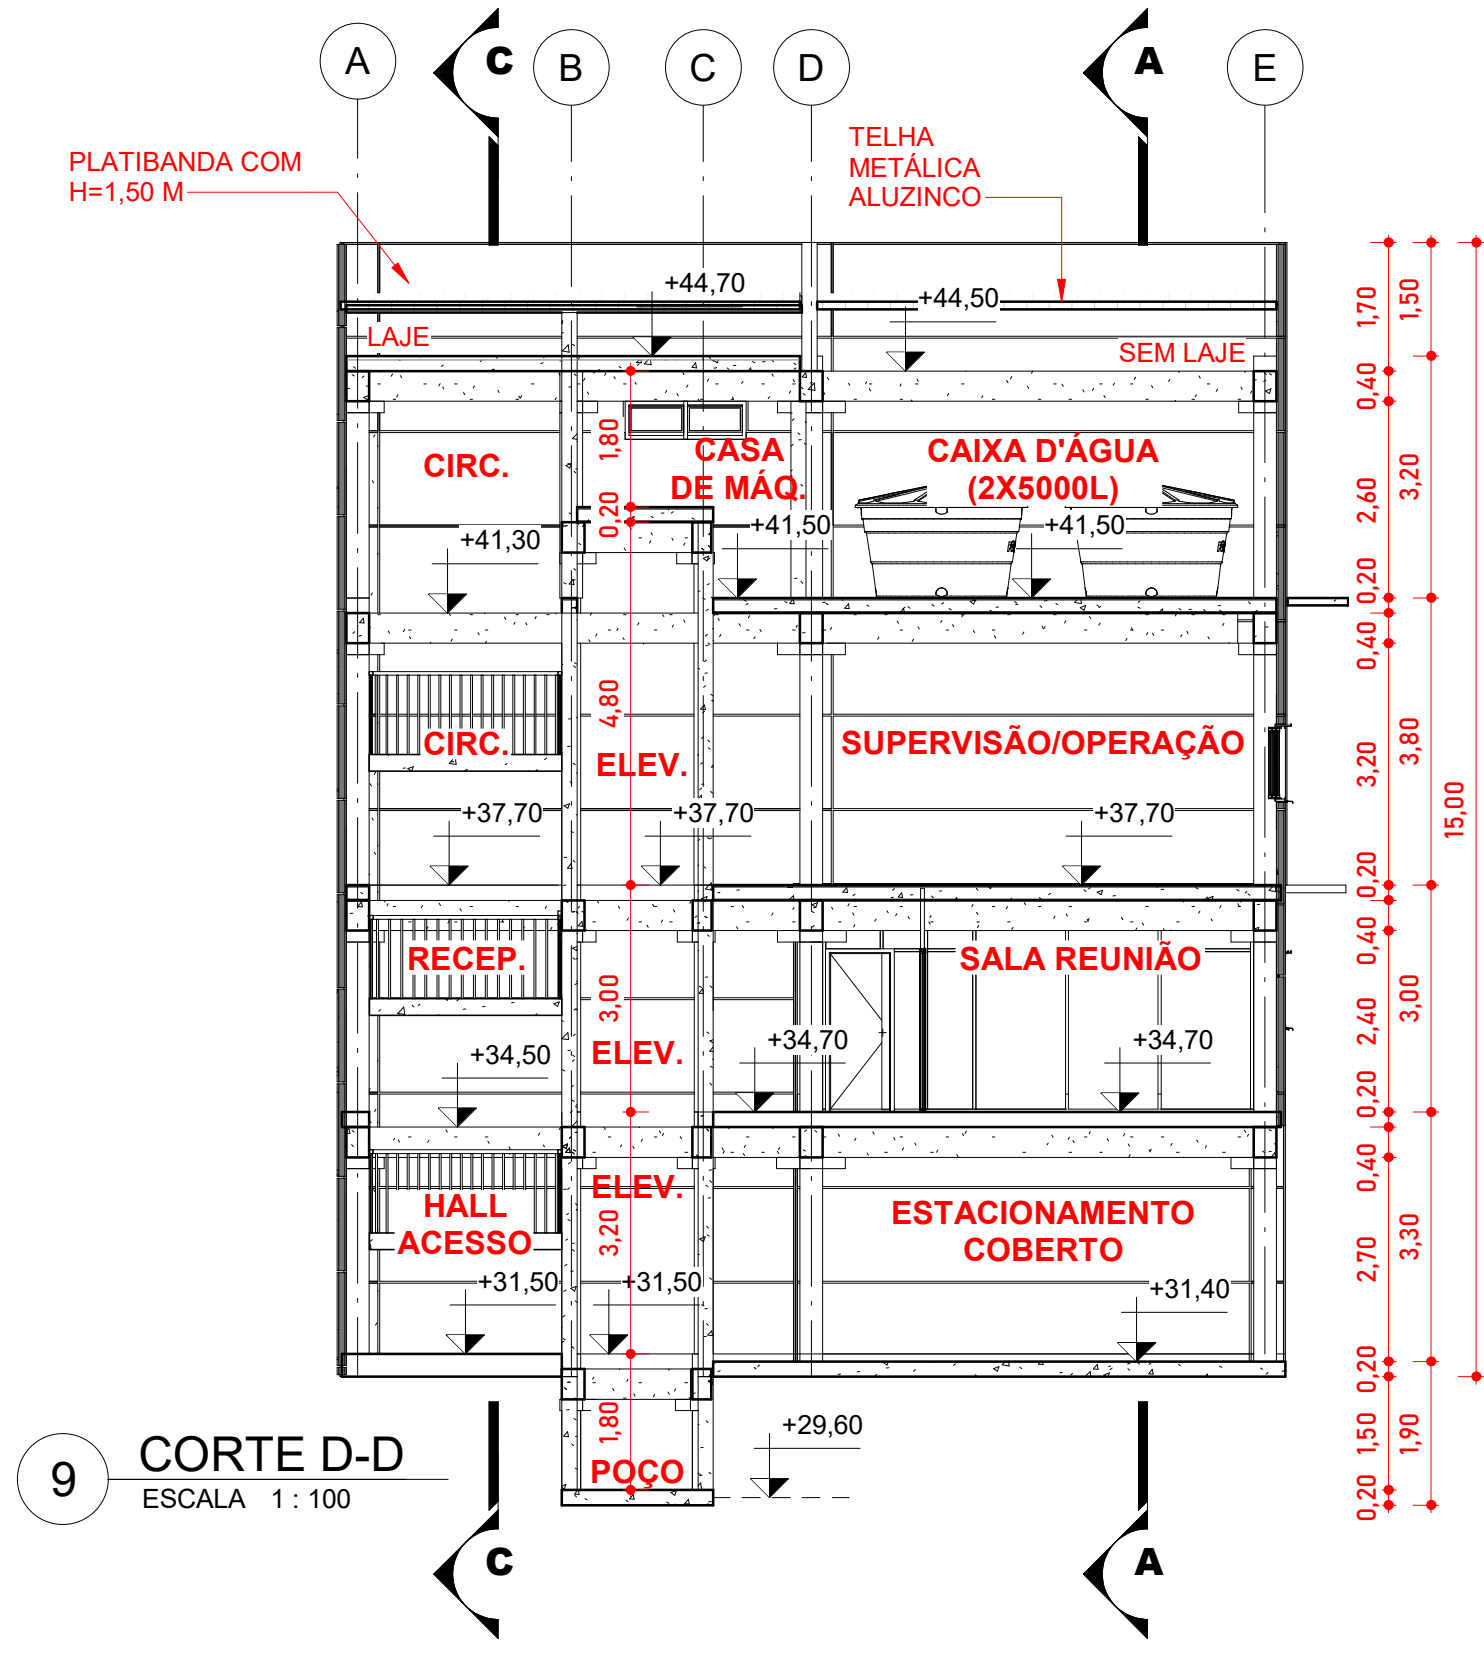 A
C
B
C
D
A
E
PLATIBANDA COM
H=1,50 M
TELHA
METÁLICA
ALUZINCO
+44,70
+44,50
LAJE
SEM LAJE
1,70
1,50
0,40
CIRC.
1,80
CASA
DE MÁQ.
CAIXA D'ÁGUA
(2X5000L)
2,60
3,20
0,20
+41,30
+41,50
+41,50
0,20
0,40
4,80
CIRC.
ELEV.
SUPERVISÃO/OPERAÇÃO
3,20
3,80
15,00
+37,70
+37,70
+37,70
0,20
0,40
RECEP.
SALA REUNIÃO
3,00
2,40
3,00
ELEV.
+34,50
+34,70
+34,70
0,20
0,40
ELEV.
HALL
ACESSO
3,20
ESTACIONAMENTO
COBERTO
2,70
3,30
+31,50
+31,50
+31,40
0,20
1,80
+29,60
1,50
1,90
POÇO
0,20
9
CORTE D-D
ESCALA 1 : 100
C
A